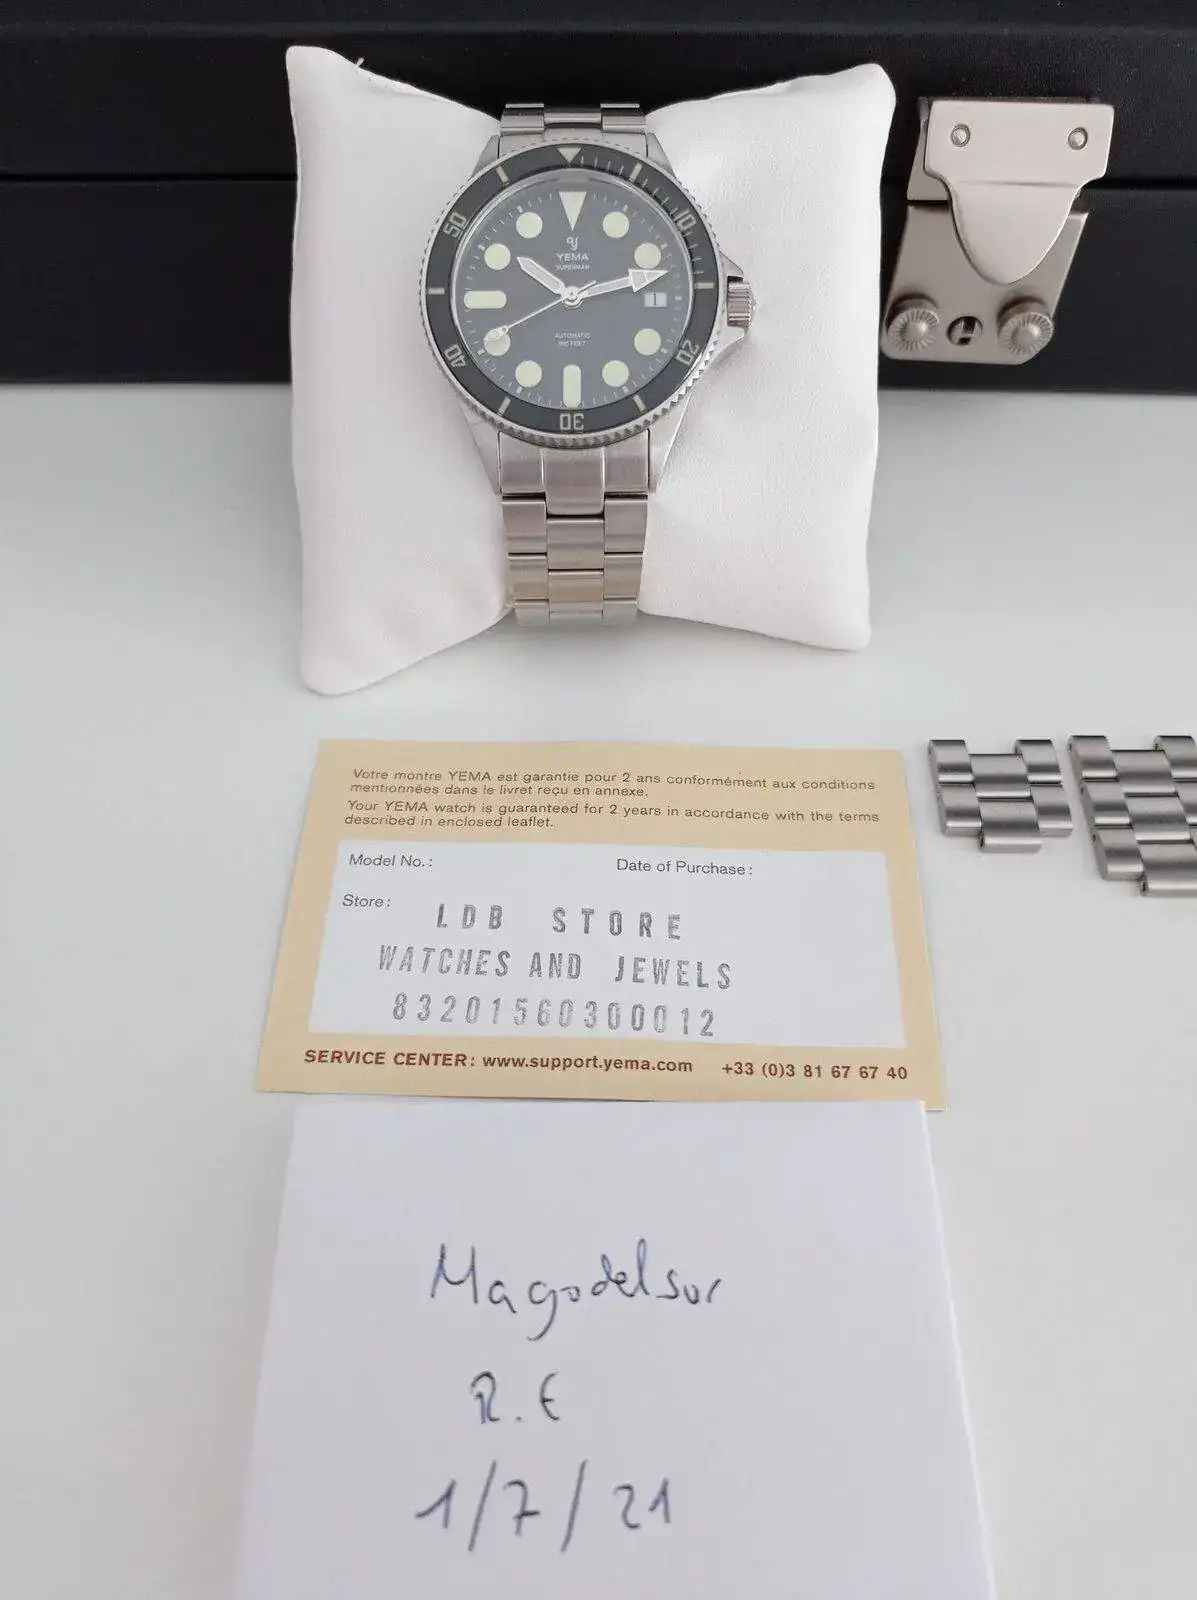 50
10
YEMA
SUPERMAN
1
AUTOMATIC
990 FEET
40
20
30
Votre montre YEMA est garantie pour 2 ans conformément aux conditions
mentionnées dans le livret reçu en annexe.
Your YEMA watch is guaranteed for 2 years in accordance with the terms
described in enclosed leaflet.
Model No.:
Date of Purchase:
Store:
LDB STORE
WATCHES AND JEWELS
83201560300012
SERVICE CENTER: www.support.yema.com +33 (0)3 81 67 67 40
Magodelsur
R.E
1/7/21